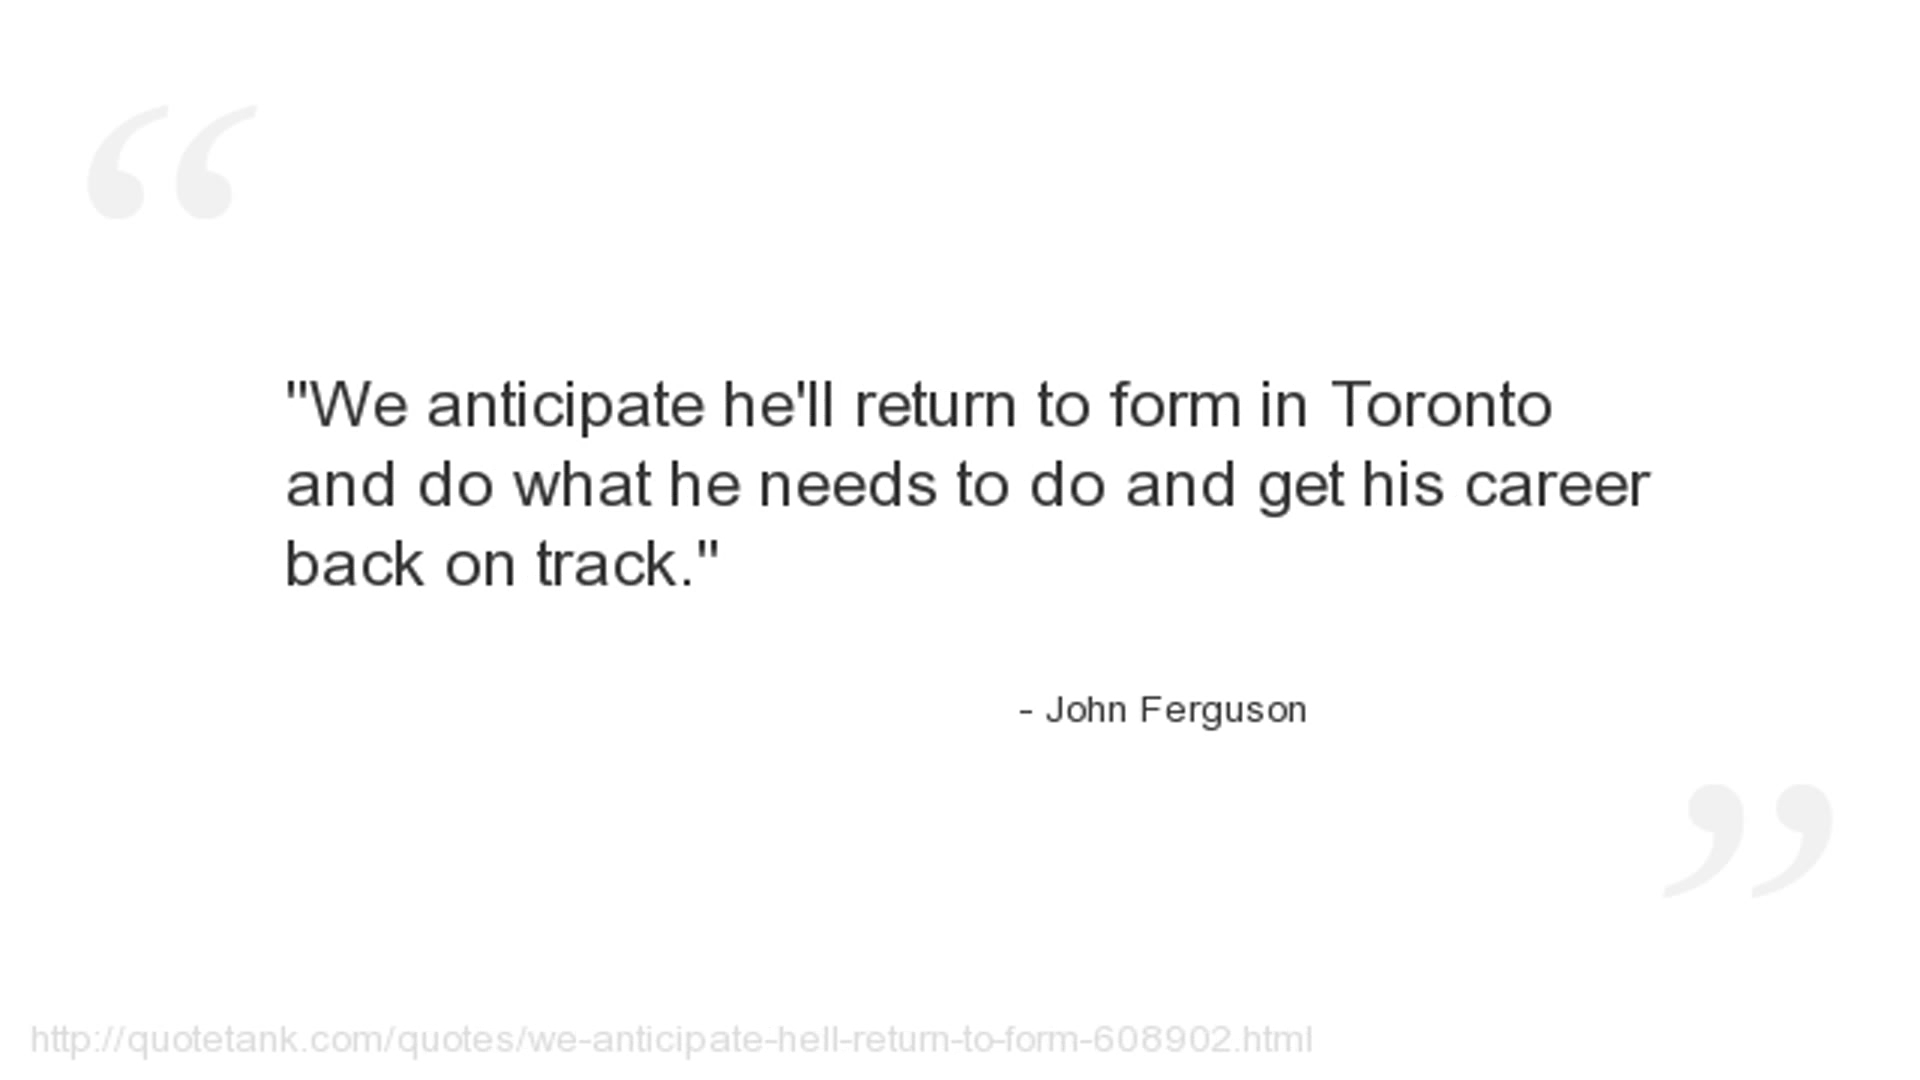 "We anticipate he'll return to form in Toronto
and do what he needs to do and get his career
back on track."
- John Ferguson
http://quotetank.com/quotes/we-anticipate-hell-return-to-form-608902.html